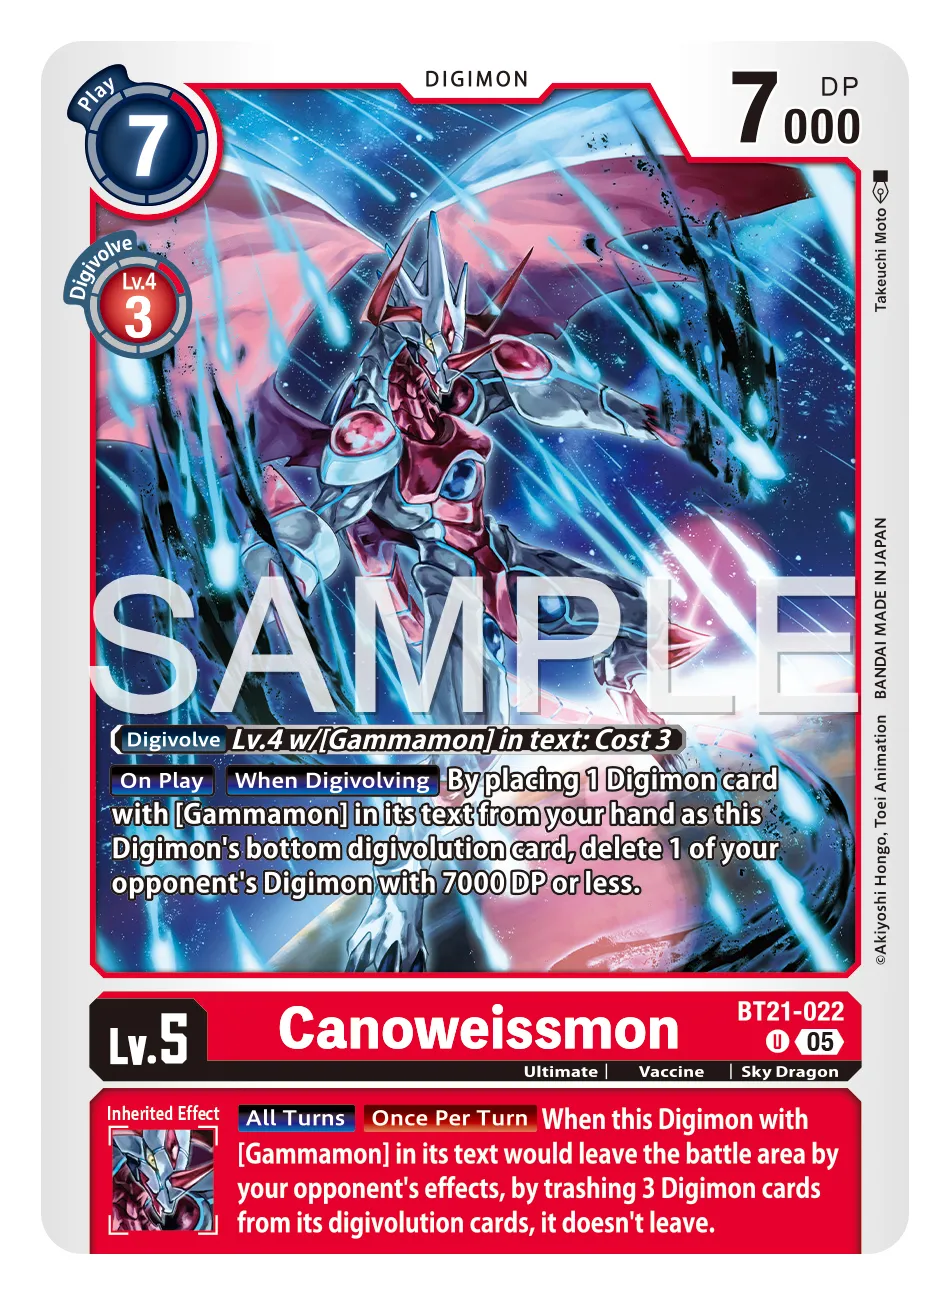 DIGIMON
Play
7
7000 DP
Digivolve
Lv.4
3
Takeuchi Moto
©Akiyoshi Hongo, Toei Animation BANDAI MADE IN JAPAN
SAMPLE
Digivolve Lv.4 w/[Gammamon] in text: Cost 3
On Play When Digivolving By placing 1 Digimon card
with [Gammamon] in its text from your hand as this
Digimon's bottom digivolution card, delete 1 of your
opponent's Digimon with 7000 DP or less.
Lv.5
Canoweissmon
BT21-022
U 05
Ultimate | Vaccine | Sky Dragon
Inherited Effect
All Turns Once Per Turn When this Digimon with
[Gammamon] in its text would leave the battle area by
your opponent's effects, by trashing 3 Digimon cards
from its digivolution cards, it doesn't leave.